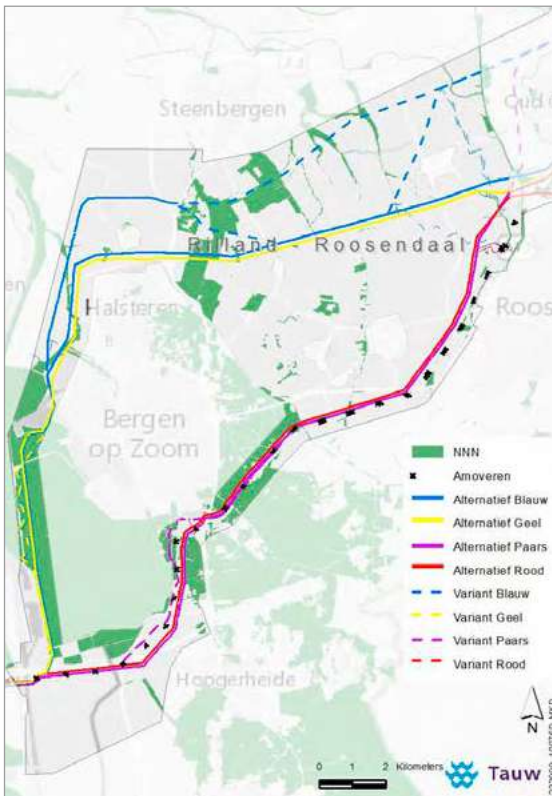 Steenbergen
Rilland - Roosendaal
Halsteren
Bergen
op Zoom
Hoogerheide
NNN
Amoveren
Alternatief Blauw
Alternatief Geel
Alternatief Paars
Alternatief Rood
Variant Blauw
Variant Geel
Variant Paars
Variant Rood
N
0 1 2 Kilometers
Tauw